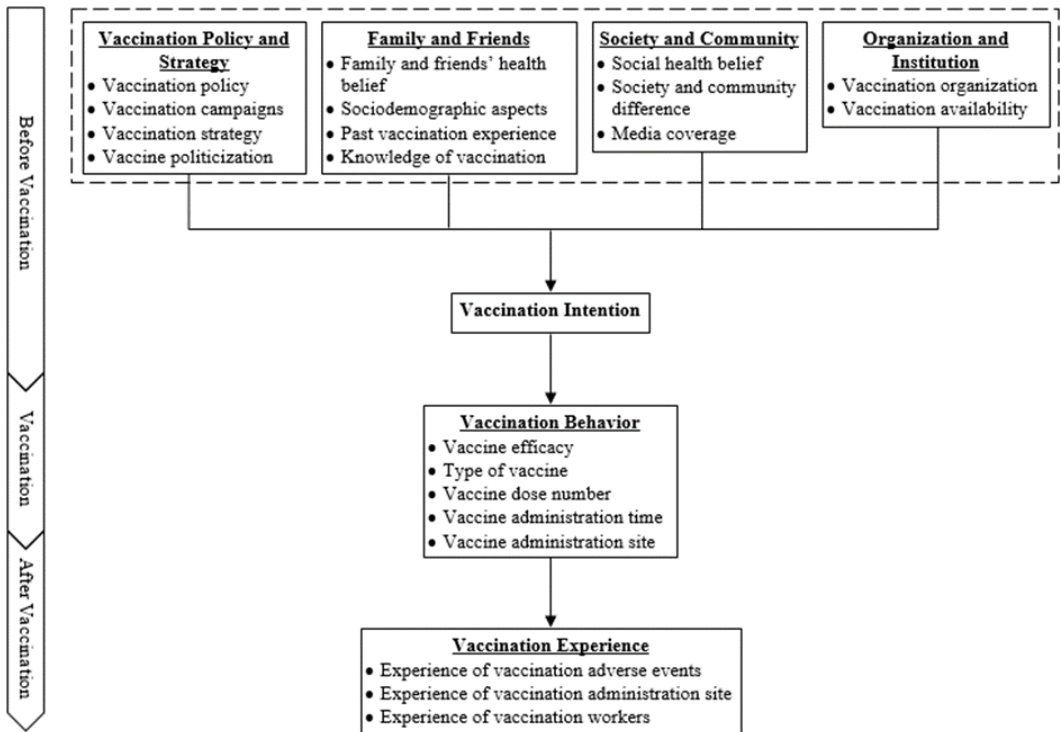 Before Vaccination
Vaccination
After Vaccination
Vaccination Policy and
Strategy
• Vaccination policy
• Vaccination campaigns
• Vaccination strategy
• Vaccine politicization
Family and Friends
• Family and friends’ health
belief
• Sociodemographic aspects
• Past vaccination experience
• Knowledge of vaccination
Society and Community
• Social health belief
• Society and community
difference
• Media coverage
Organization and
Institution
• Vaccination organization
• Vaccination availability
Vaccination Intention
Vaccination Behavior
• Vaccine efficacy
• Type of vaccine
• Vaccine dose number
• Vaccine administration time
• Vaccine administration site
Vaccination Experience
• Experience of vaccination adverse events
• Experience of vaccination administration site
• Experience of vaccination workers